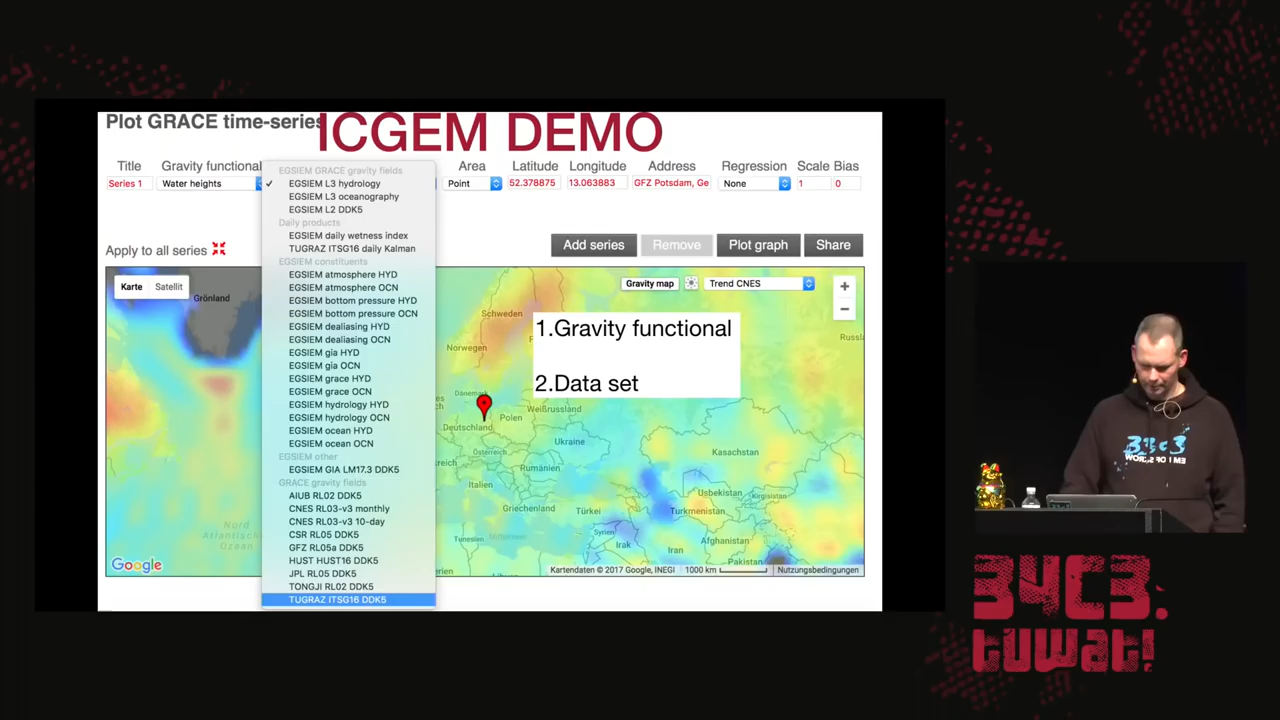 ICGEM DEMO
Plot GRACE time-series
Title Gravity functional Area Latitude Longitude Address Regression Scale Bias
Series 1 Water heights Point 52.378875 13.063883 GFZ Potsdam, Ge None 1 0
EGSIEM GRACE gravity fields
✓ EGSIEM L3 hydrology
EGSIEM L3 oceanography
EGSIEM L2 DDK5
Daily products
EGSIEM daily wetness index
TUGRAZ ITSG16 daily Kalman
EGSIEM constituents
EGSIEM atmosphere HYD
EGSIEM atmosphere OCN
EGSIEM bottom pressure HYD
EGSIEM bottom pressure OCN
EGSIEM dealiasing HYD
EGSIEM dealiasing OCN
EGSIEM gia HYD
EGSIEM gia OCN
EGSIEM grace HYD
EGSIEM grace OCN
EGSIEM hydrology HYD
EGSIEM hydrology OCN
EGSIEM ocean HYD
EGSIEM ocean OCN
EGSIEM other
EGSIEM GIA LM17.3 DDK5
GRACE gravity fields
AIUB RL02 DDK5
CNES RL03-v3 monthly
CNES RL03-v3 10-day
CSR RL05 DDK5
GFZ RL05a DDK5
HUST HUST16 DDK5
JPL RL05 DDK5
TONGJI RL02 DDK5
TUGRAZ ITSG16 DDK5
Apply to all series
Add series Remove Plot graph Share
Karte Satellit
Gravity map Trend CNES
+
−
1.Gravity functional
2.Data set
Grönland
Schweden
Norwegen
Dänemark
Weißrussland
Polen
Deutschland
Ukraine
Österreich
Kasachstan
Rumänien
Italien
Usbekistan
Kirgisistan
Griechenland
Türkei
Turkmenistan
Nord
Atlantischer
Ozean
Tunesien
Syrien
Irak
Iran
Afghanistan
Google
Kartendaten © 2017 Google, INEGI 1000 km Nutzungsbedingungen
34C3
34C3.
tuwat!